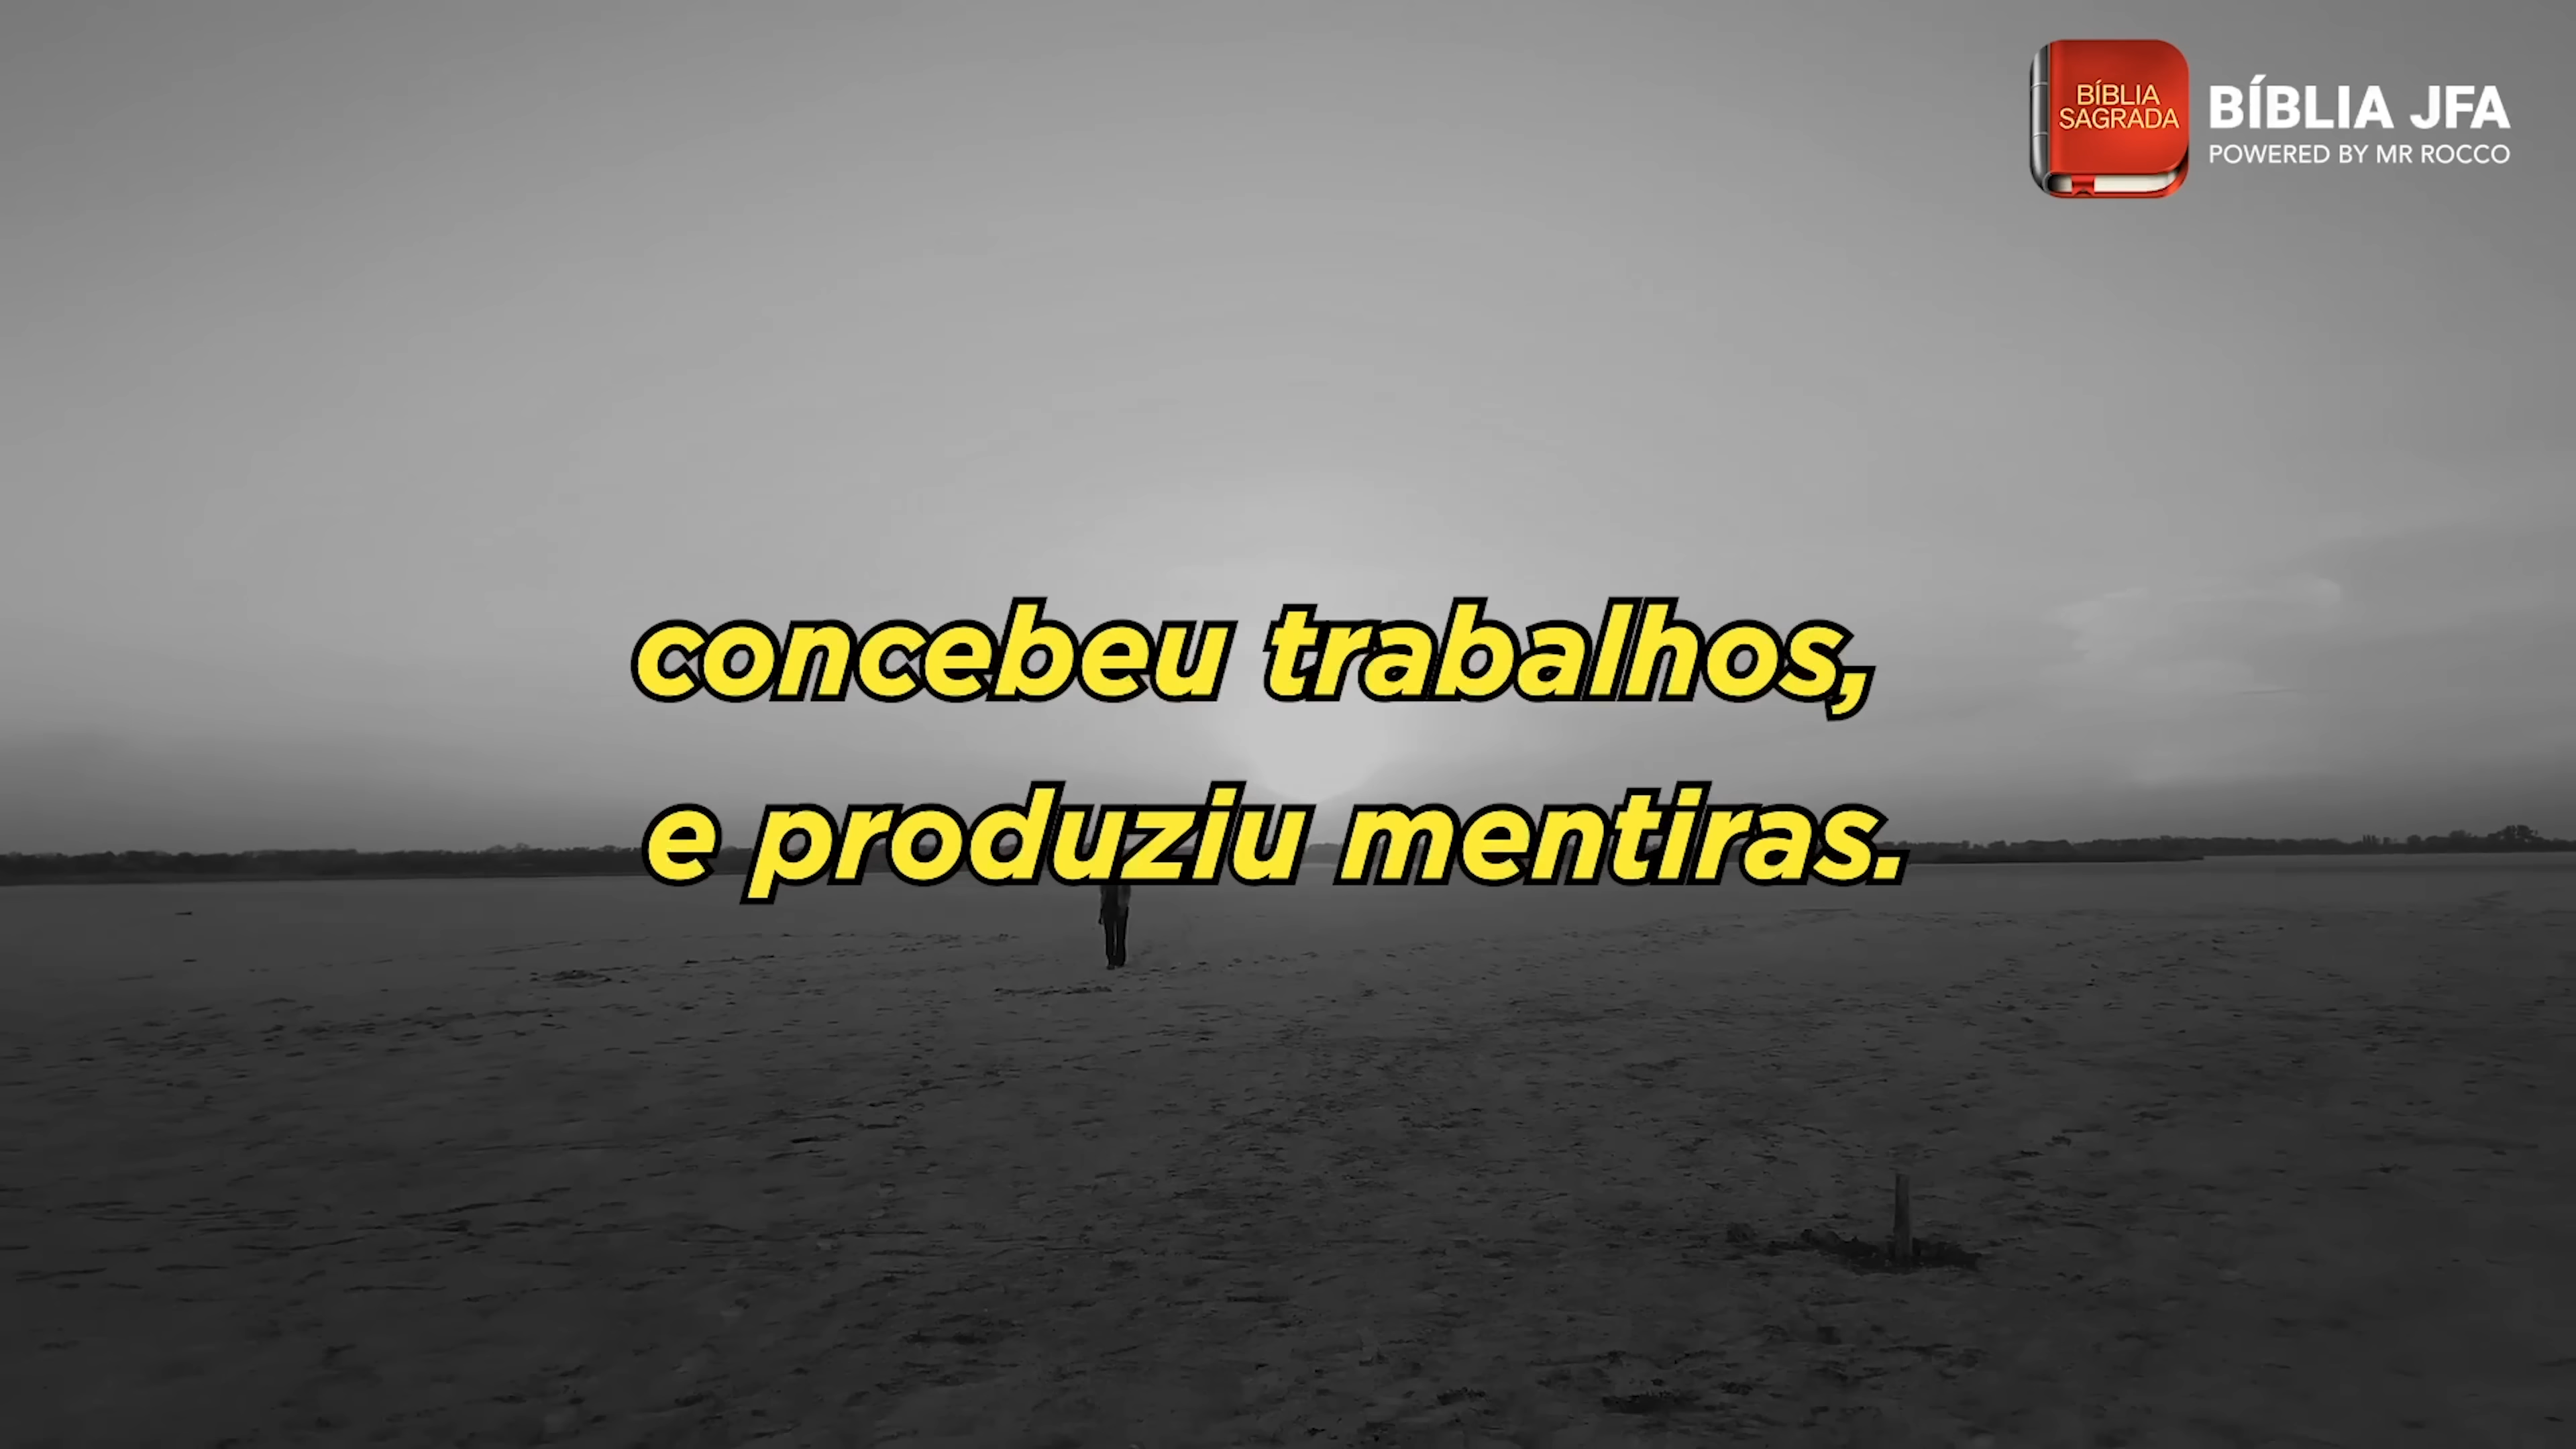 BÍBLIA
SAGRADA
BÍBLIA JFA
POWERED BY MR ROCCO
concebeu trabalhos,
e produziu mentiras.